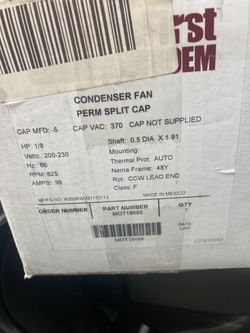 rst
OEM
CONDENSER FAN
PERM SPLIT CAP
CAP MFD: 5 CAP VAC: 370 CAP NOT SUPPLIED
HP: 1/8 Shaft: 0.5 DIA X 1.91
Volts: 200-230 Mounting:
Hz: 60 Thermal Prot: AUTO
RPM: 825 Nema Frame: 48Y
AMPS: .99 Rot: CCW LEAD END
Class: F
MADE IN MEXICO
ORDER NUMBER PART NUMBER QTY
MOT18688 1
MOT18688